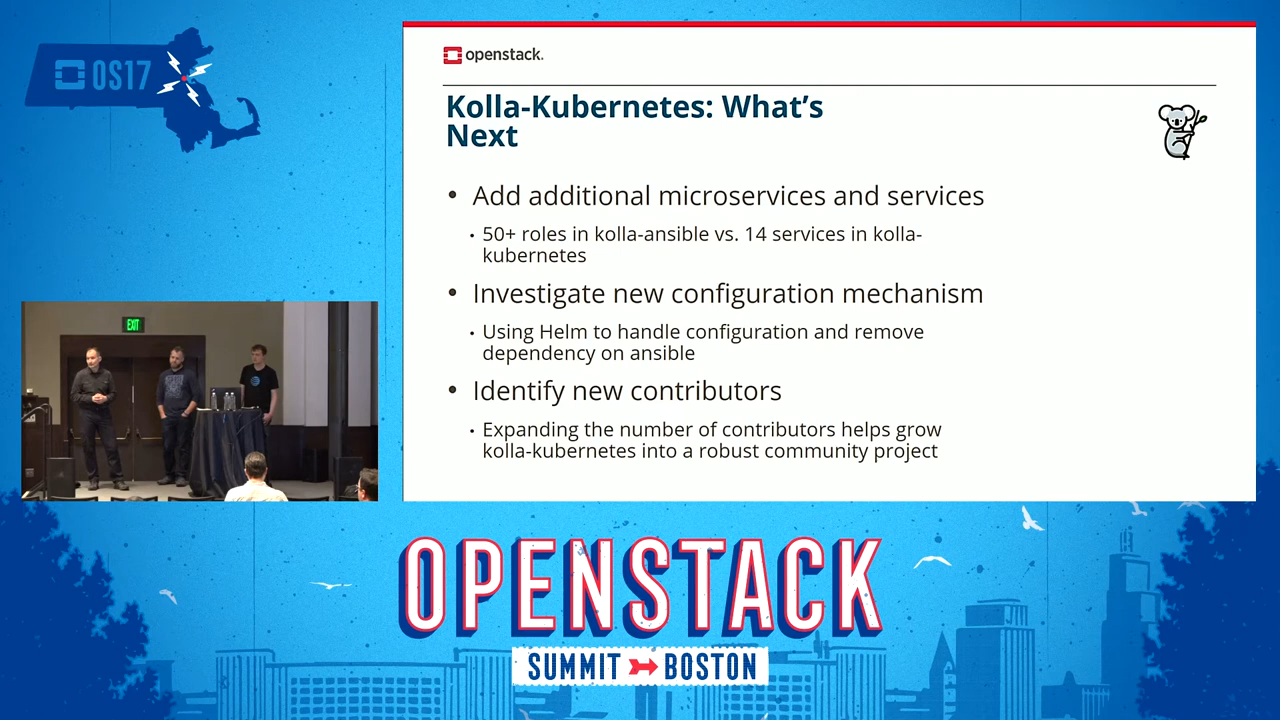 OS17
openstack.
Kolla-Kubernetes: What's
Next
• Add additional microservices and services
• 50+ roles in kolla-ansible vs. 14 services in kolla-
kubernetes
• Investigate new configuration mechanism
• Using Helm to handle configuration and remove
dependency on ansible
• Identify new contributors
• Expanding the number of contributors helps grow
kolla-kubernetes into a robust community project
EXIT
OPENSTACK
SUMMIT BOSTON